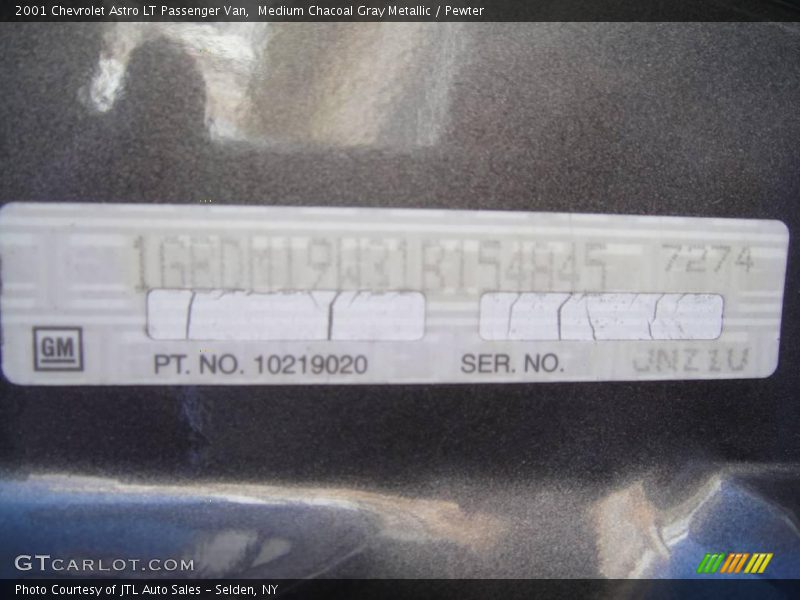 2001 Chevrolet Astro LT Passenger Van, Medium Chacoal Gray Metallic / Pewter
7274
GM
PT. NO. 10219020 SER. NO.
GTCARLOT.COM
Photo Courtesy of JTL Auto Sales - Selden, NY